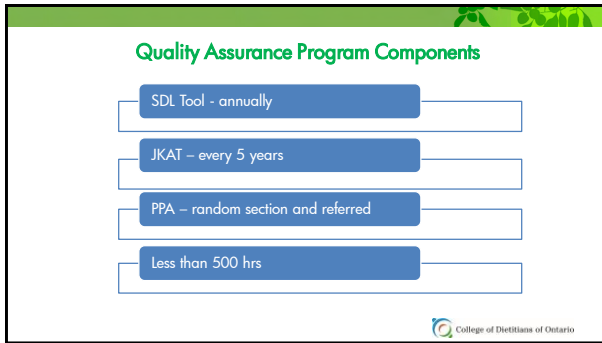 Quality Assurance Program Components
SDL Tool - annually
JKAT – every 5 years
PPA – random section and referred
Less than 500 hrs
College of Dietitians of Ontario